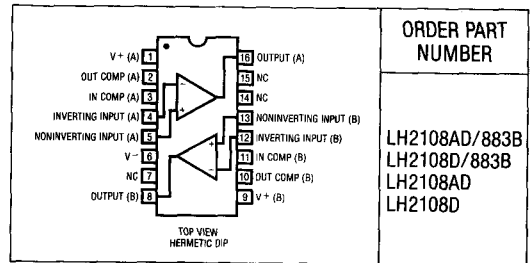 ORDER PART
NUMBER
V+ (A) 1
OUT COMP (A) 2
IN COMP (A) 3
INVERTING INPUT (A) 4
NONINVERTING INPUT (A) 5
V− 6
NC 7
OUTPUT (B) 8
16 OUTPUT (A)
15 NC
14 NC
13 NONINVERTING INPUT (B)
12 INVERTING INPUT (B)
11 IN COMP (B)
10 OUT COMP (B)
9 V+ (B)
− +
+ −
TOP VIEW
HERMETIC DIP
LH2108AD/883B
LH2108D/883B
LH2108AD
LH2108D